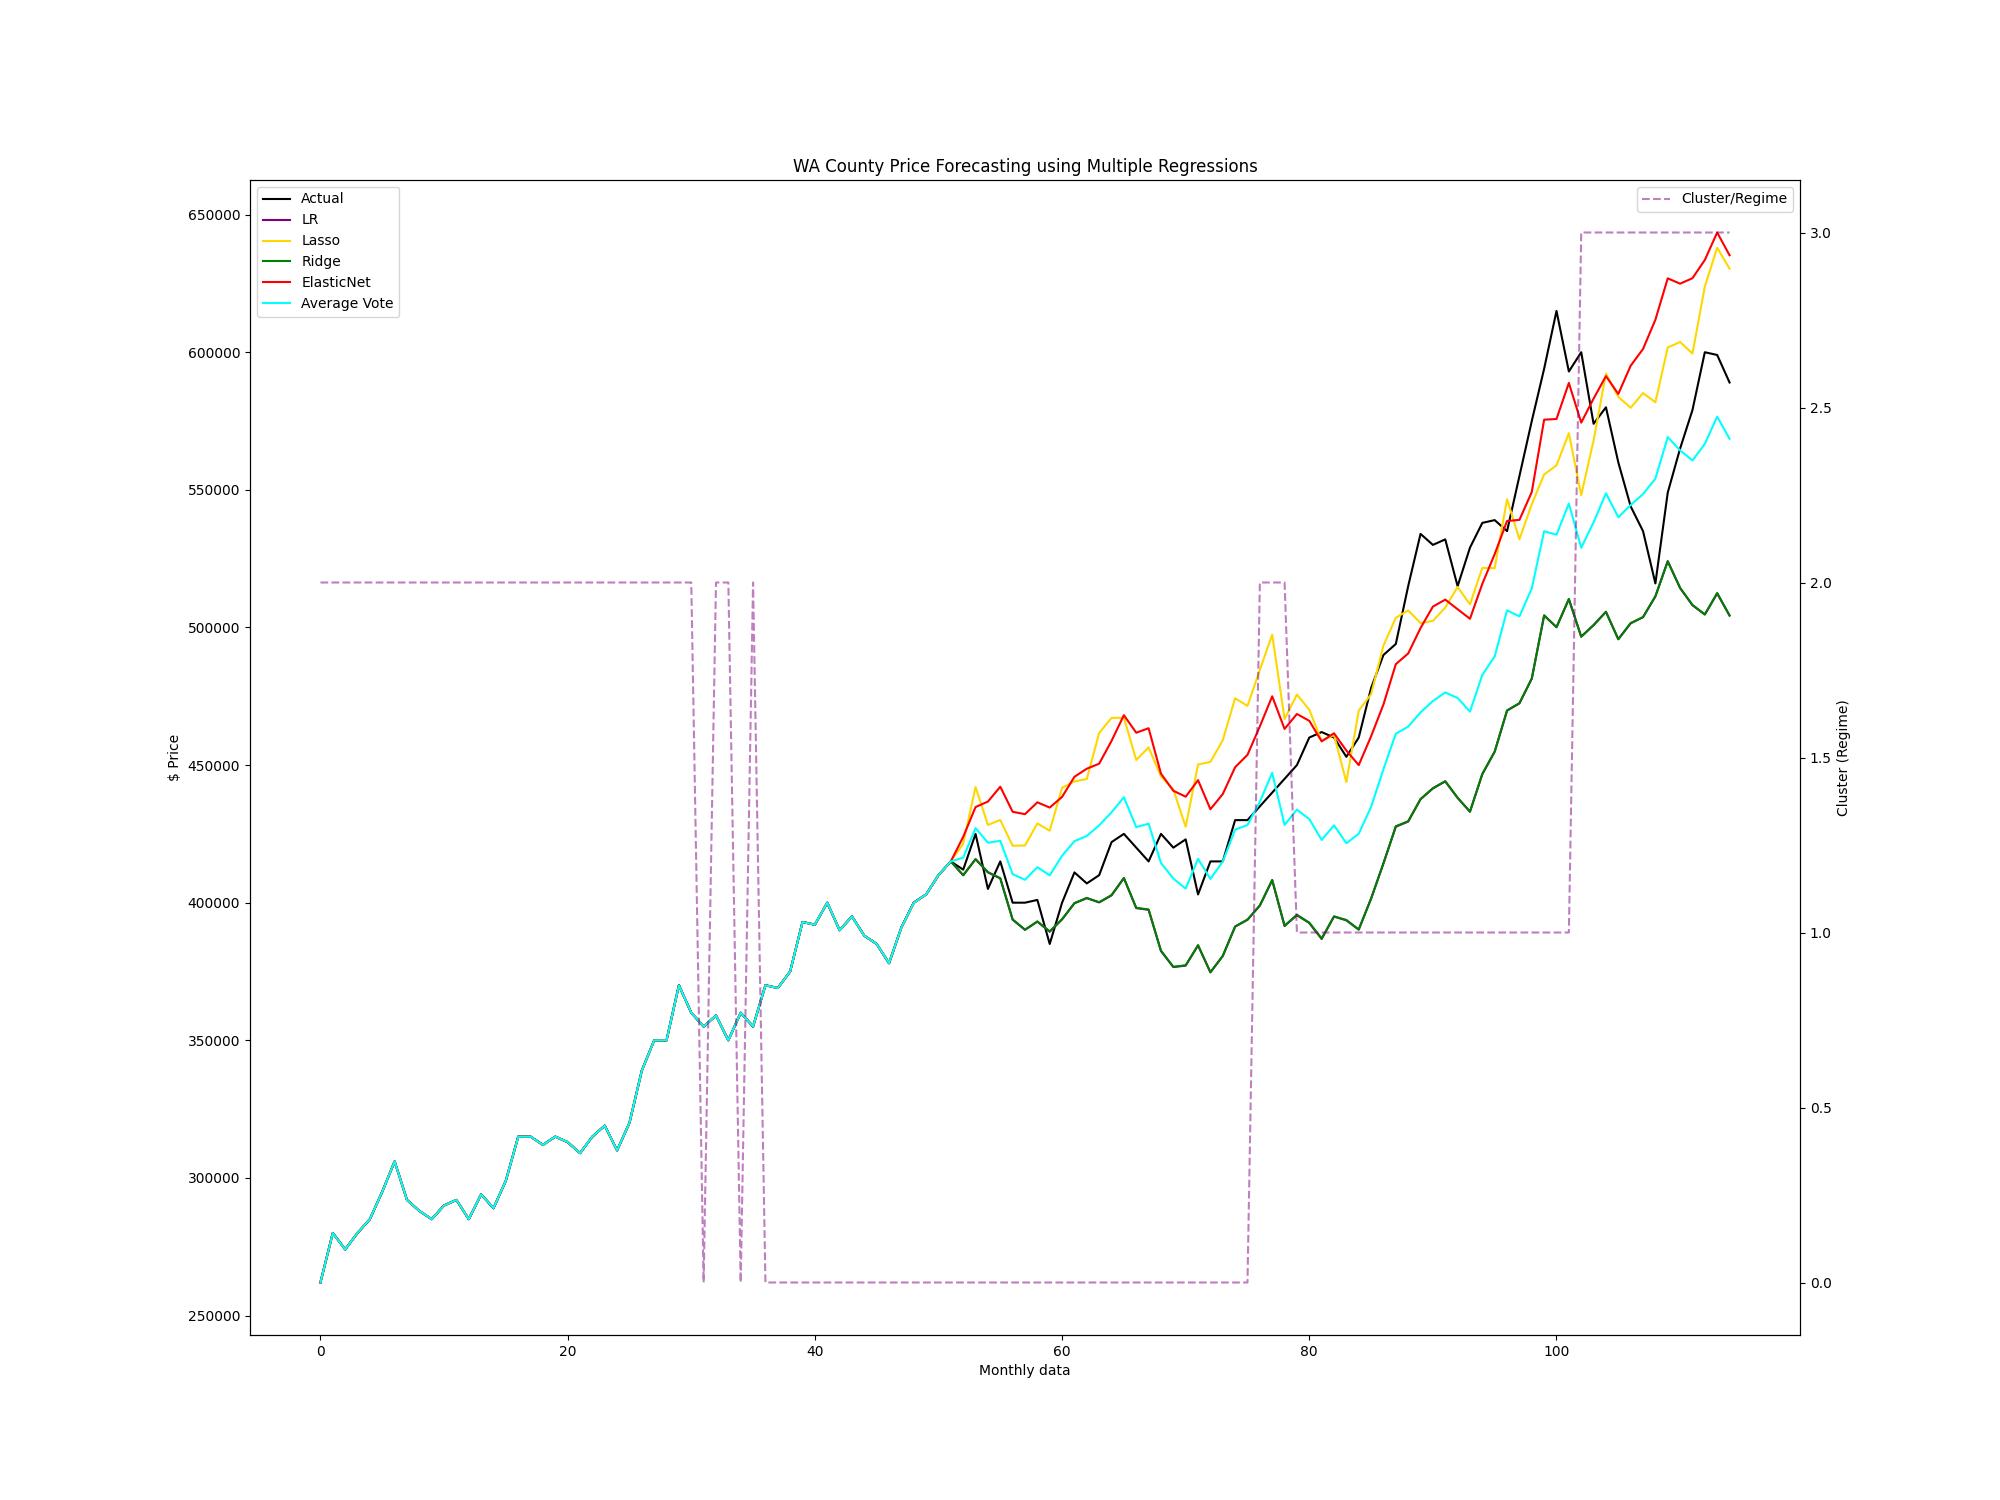 WA County Price Forecasting using Multiple Regressions
Actual
LR
Lasso
Ridge
ElasticNet
Average Vote
Cluster/Regime
650000
600000
550000
500000
450000
400000
350000
300000
250000
$ Price
3.0
2.5
2.0
1.5
1.0
0.5
0.0
Cluster (Regime)
0 20 40 60 80 100
Monthly data